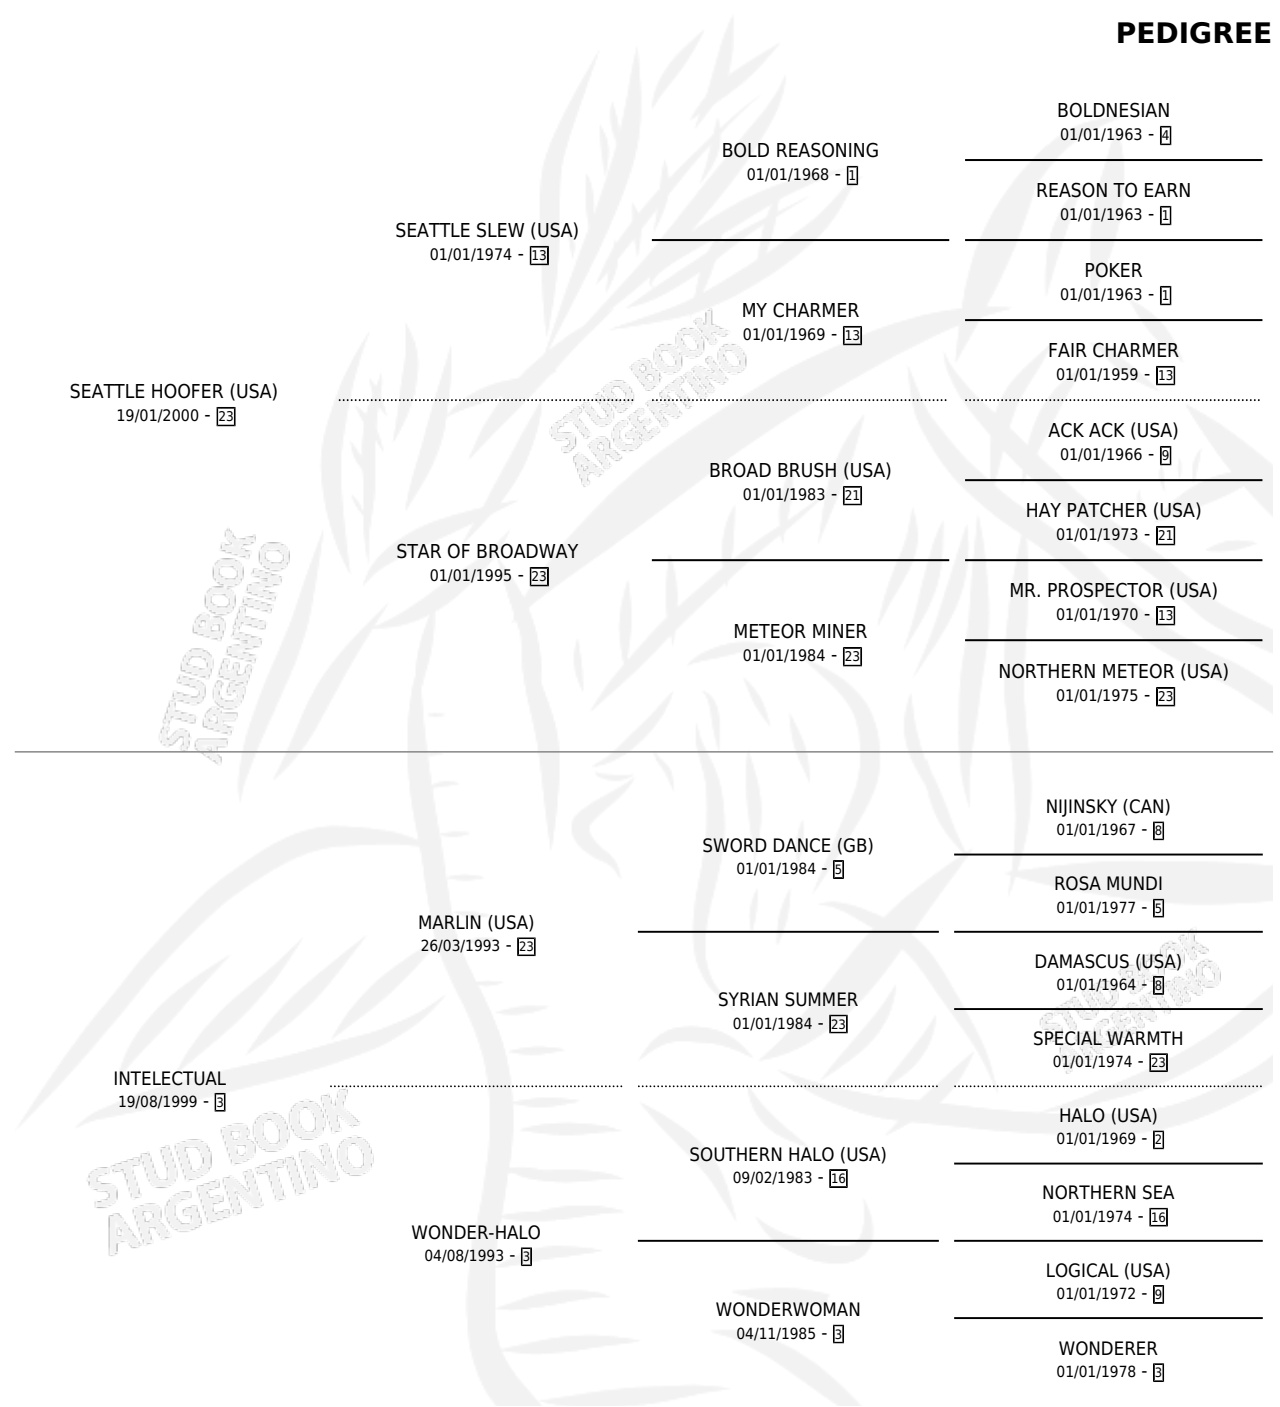 PEDIGREE
BOLDNESIAN
01/01/1963 - 4
BOLD REASONING
01/01/1968 - 1
REASON TO EARN
01/01/1963 - 1
SEATTLE SLEW (USA)
01/01/1974 - 13
POKER
01/01/1963 - 1
MY CHARMER
01/01/1969 - 13
FAIR CHARMER
01/01/1959 - 13
SEATTLE HOOFER (USA)
19/01/2000 - 23
STUD BOOK
ARGENTINO
ACK ACK (USA)
01/01/1966 - 9
BROAD BRUSH (USA)
01/01/1983 - 21
HAY PATCHER (USA)
01/01/1973 - 21
STAR OF BROADWAY
01/01/1995 - 23
MR. PROSPECTOR (USA)
01/01/1970 - 13
METEOR MINER
01/01/1984 - 23
NORTHERN METEOR (USA)
01/01/1975 - 23
STUD BOOK
ARGENTINO
NIJINSKY (CAN)
01/01/1967 - 8
SWORD DANCE (GB)
01/01/1984 - 5
ROSA MUNDI
01/01/1977 - 5
MARLIN (USA)
26/03/1993 - 23
DAMASCUS (USA)
01/01/1964 - 8
SYRIAN SUMMER
01/01/1984 - 23
SPECIAL WARMTH
01/01/1974 - 23
STUD BOOK
ARGENTINO
INTELECTUAL
19/08/1999 - 3
HALO (USA)
01/01/1969 - 2
SOUTHERN HALO (USA)
09/02/1983 - 16
NORTHERN SEA
01/01/1974 - 16
STUD BOOK
ARGENTINO
WONDER-HALO
04/08/1993 - 3
LOGICAL (USA)
01/01/1972 - 9
WONDERWOMAN
04/11/1985 - 3
WONDERER
01/01/1978 - 3